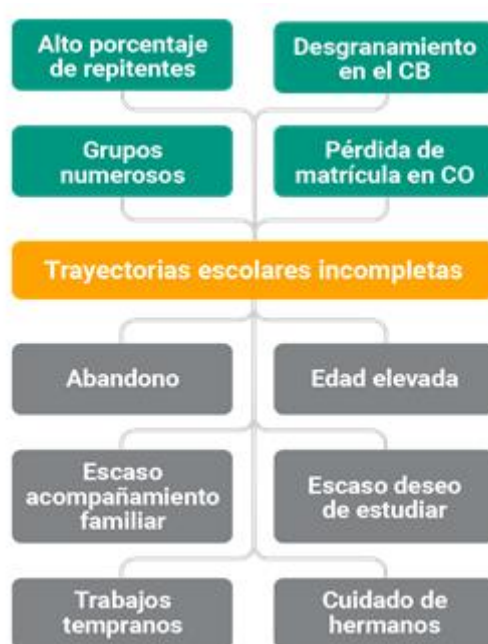 Alto porcentaje
de repitentes
Desgranamiento
en el CB
Grupos
numerosos
Pérdida de
matrícula en CO
Trayectorias escolares incompletas
Abandono
Edad elevada
Escaso
acompañamiento
familiar
Escaso deseo
de estudiar
Trabajos
tempranos
Cuidado de
hermanos